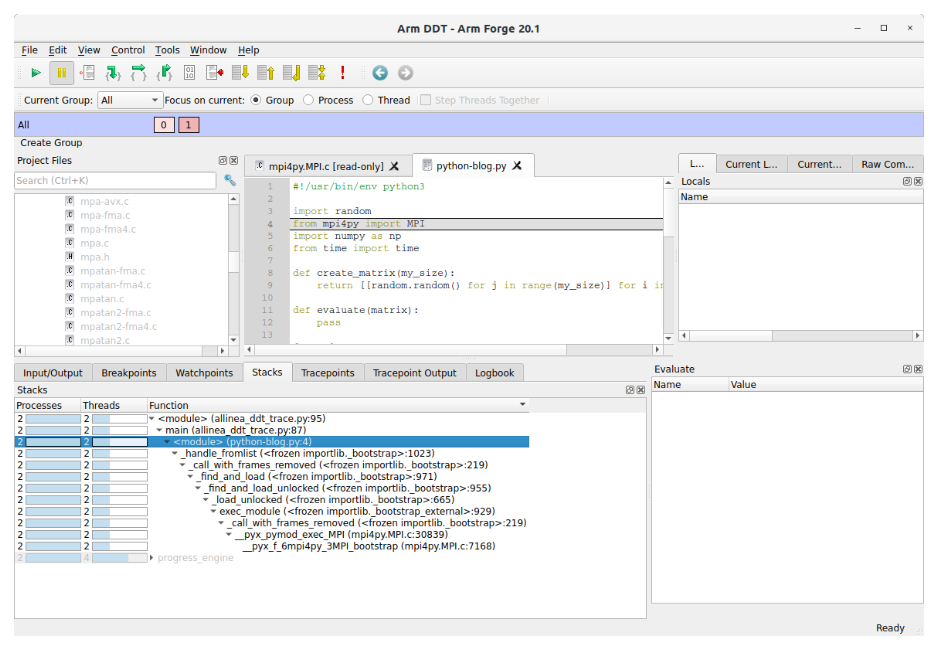 Arm DDT - Arm Forge 20.1
File Edit View Control Tools Window Help
Current Group: All Focus on current: Group Process Thread Step Threads Together
All 0 1
Create Group
Project Files
Search (Ctrl+K)
mpa-avx.c
mpa-fma.c
mpa-fma4.c
mpa.c
mpa.h
mpatan-fma.c
mpatan-fma4.c
mpatan.c
mpatan2-fma.c
mpatan2-fma4.c
mpatan2.c
mpi4py.MPI.c [read-only] python-blog.py
1 #!/usr/bin/env python3
2
3 import random
4 from mpi4py import MPI
5 import numpy as np
6 from time import time
7
8 def create_matrix(my_size):
9 return [[random.random() for j in range(my_size)] for i in
10
11 def evaluate(matrix):
12 pass
13
L... Current L... Current... Raw Com...
Locals
Name
Input/Output Breakpoints Watchpoints Stacks Tracepoints Tracepoint Output Logbook
Stacks
Processes Threads Function
2 2 <module> (allinea_ddt_trace.py:95)
2 2 main (allinea_ddt_trace.py:87)
2 2 <module> (python-blog.py:4)
2 2 _handle_fromlist (<frozen importlib._bootstrap>:1023)
2 2 _call_with_frames_removed (<frozen importlib._bootstrap>:219)
2 2 _find_and_load (<frozen importlib._bootstrap>:971)
2 2 _find_and_load_unlocked (<frozen importlib._bootstrap>:955)
2 2 _load_unlocked (<frozen importlib._bootstrap>:665)
2 2 exec_module (<frozen importlib._bootstrap_external>:929)
2 2 _call_with_frames_removed (<frozen importlib._bootstrap>:219)
2 2 __pyx_pymod_exec_MPI (mpi4py.MPI.c:30839)
2 2 __pyx_f_6mpi4py_3MPI_bootstrap (mpi4py.MPI.c:7168)
2 4 progress_engine
Evaluate
Name Value
Ready